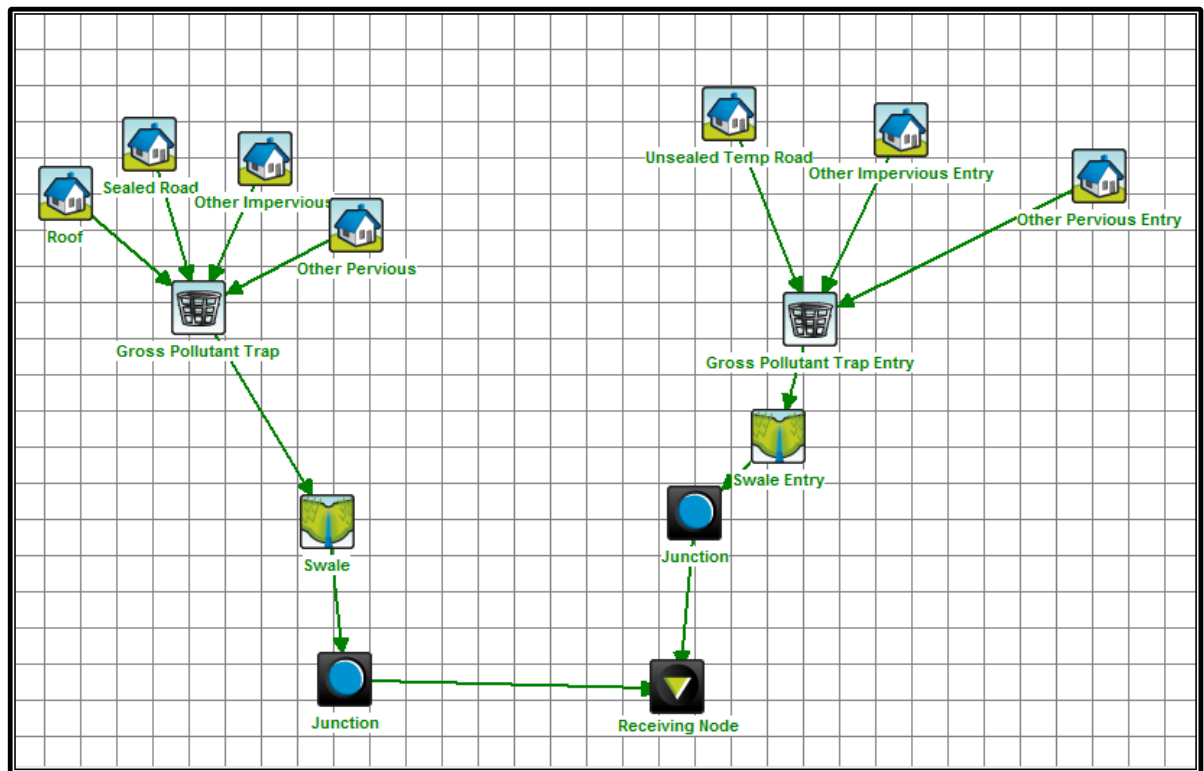 Unsealed Temp Road
Other Impervious Entry
Sealed Road
Other Impervious
Other Pervious Entry
Roof
Other Pervious
Gross Pollutant Trap
Gross Pollutant Trap Entry
Swale Entry
Junction
Swale
Junction
Receiving Node